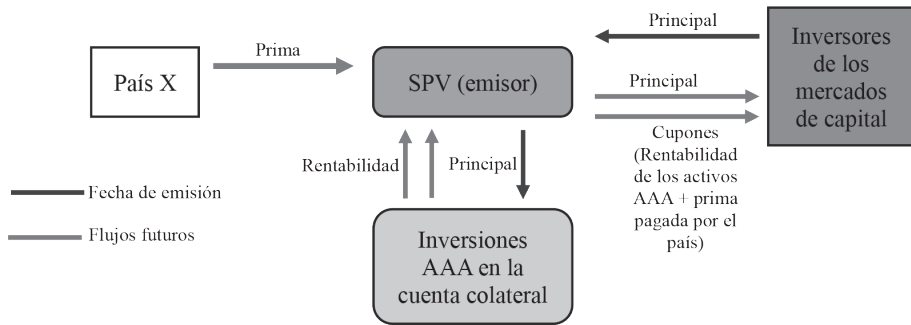 Principal
Prima
País X
SPV (emisor)
Inversores
de los
mercados
de capital
Principal
Rentabilidad
Principal
Cupones
(Rentabilidad
de los activos
AAA + prima
pagada por el
país)
Fecha de emisión
Flujos futuros
Inversiones
AAA en la
cuenta colateral